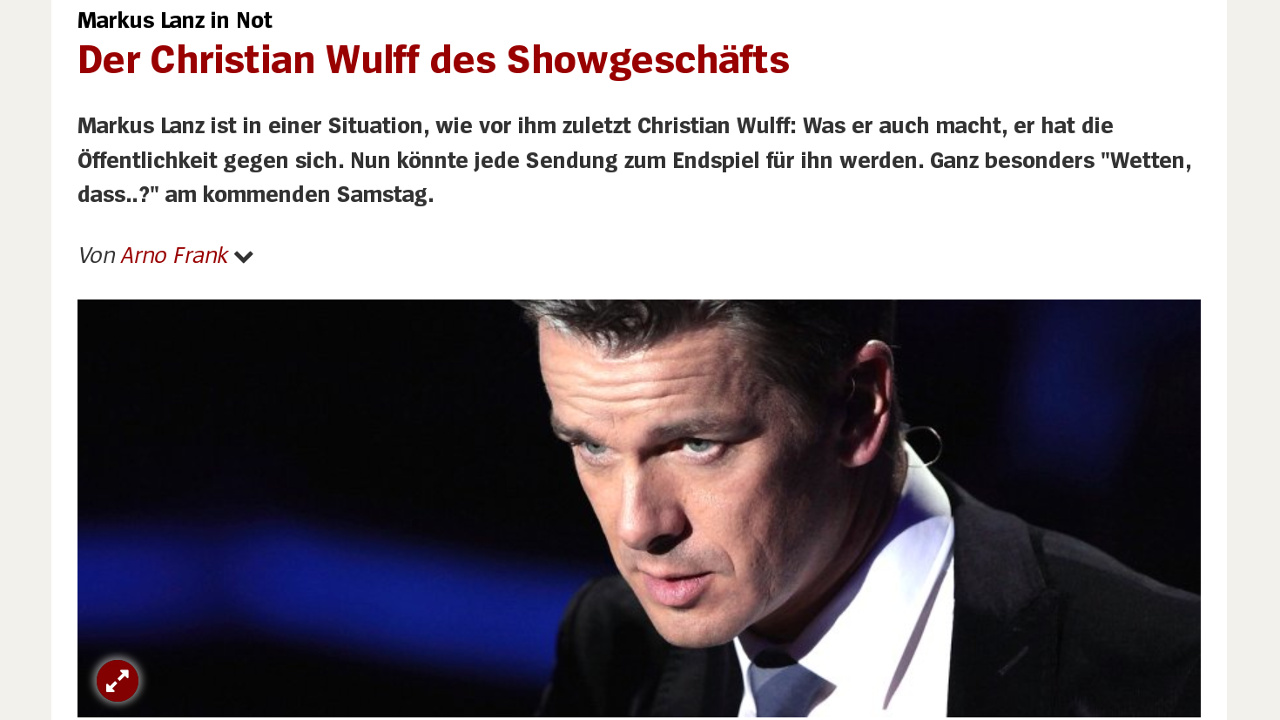 Markus Lanz in Not
Der Christian Wulff des Showgeschäfts
Markus Lanz ist in einer Situation, wie vor ihm zuletzt Christian Wulff: Was er auch macht, er hat die
Öffentlichkeit gegen sich. Nun könnte jede Sendung zum Endspiel für ihn werden. Ganz besonders "Wetten,
dass..?" am kommenden Samstag.
Von Arno Frank